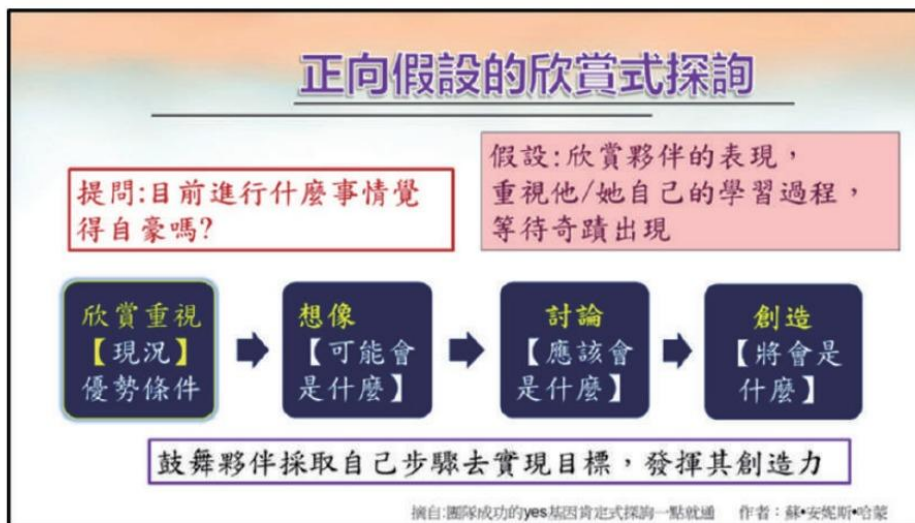 正向假設的欣賞式探詢
提問:目前進行什麼事情覺
得自豪嗎?
假設:欣賞夥伴的表現，
重視他/她自己的學習過程，
等待奇蹟出現
欣賞重視
【現況】
優勢條件
想像
【可能會
是什麼】
討論
【應該會
是什麼】
創造
【將會是
什麼】
鼓舞夥伴採取自己步驟去實現目標，發揮其創造力
摘自:團隊成功的yes基因肯定式探詢一點就通 作者：蘇•安妮斯•哈蒙